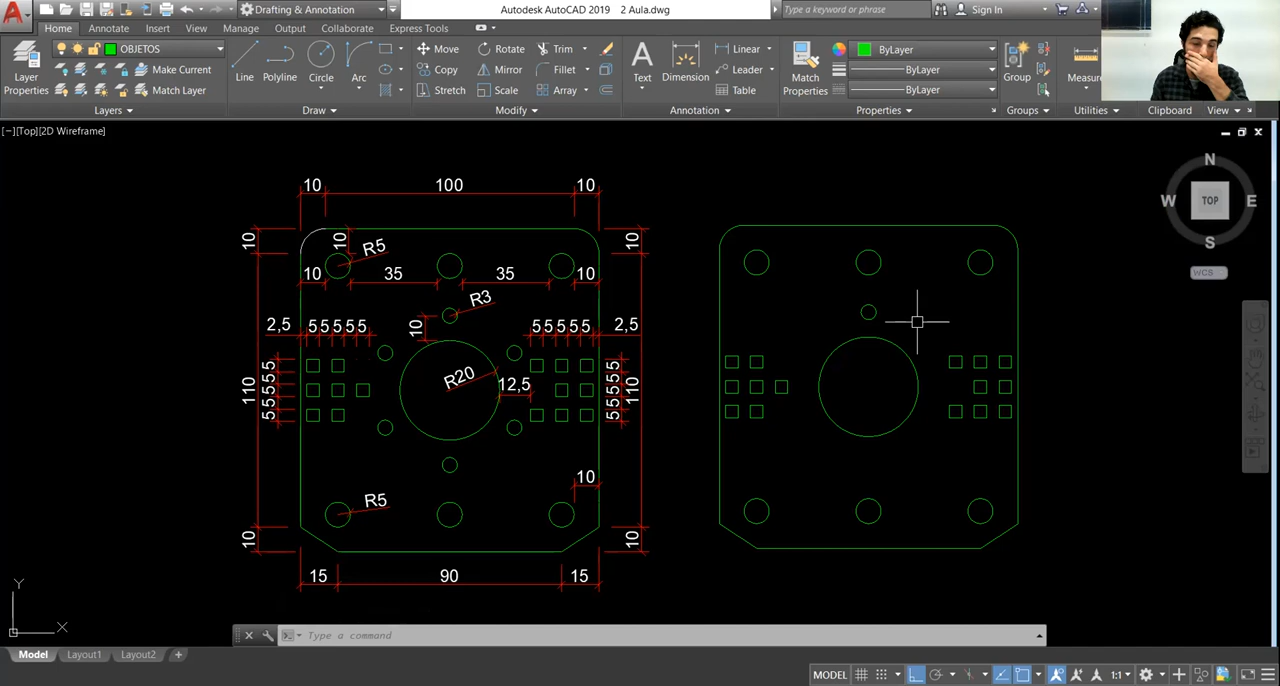 Drafting & Annotation
Autodesk AutoCAD 2019 2 Aula.dwg
Type a keyword or phrase
Sign In
Home Annotate Insert View Manage Output Collaborate Express Tools
OBJETOS
Make Current
Match Layer
Layer Properties
Line Polyline Circle Arc
Move Rotate Trim
Copy Mirror Fillet
Stretch Scale Array
Text Dimension
Linear
Leader
Table
Match Properties
ByLayer
ByLayer
ByLayer
Group
Measure
Layers Draw Modify Annotation Properties Groups Utilities Clipboard View
[−][Top][2D Wireframe]
N
W TOP E
S
WCS
10 100 10
10 10 R5 10
10 35 35 10
R3
10
2,5 5 5 5 5 5 5 5 5 5 5 2,5
5 5 5 5 5 110 R20 12,5 5 5 5 5 5 110
10
R5
10 10
15 90 15
Y
X
Type a command
Model Layout1 Layout2 +
MODEL 1:1